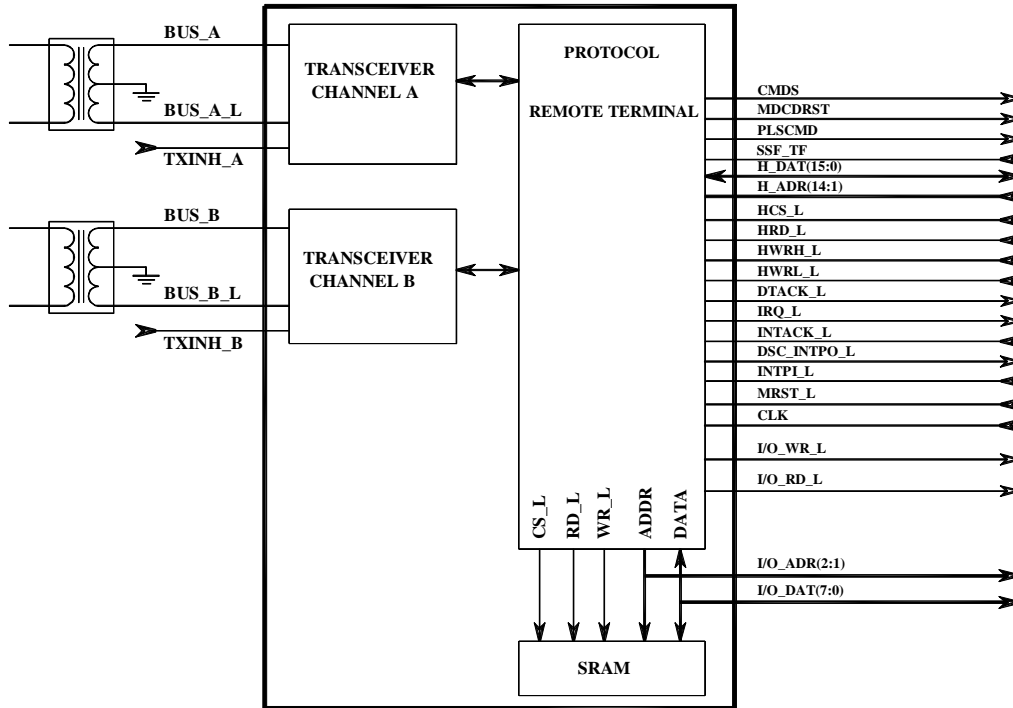 BUS_A
BUS_A_L
TXINH_A
BUS_B
BUS_B_L
TXINH_B
TRANSCEIVER
CHANNEL A
TRANSCEIVER
CHANNEL B
PROTOCOL
REMOTE TERMINAL
CS_L
RD_L
WR_L
ADDR
DATA
SRAM
CMDS
MDCDRST
PLSCMD
SSF_TF
H_DAT(15:0)
H_ADR(14:1)
HCS_L
HRD_L
HWRH_L
HWRL_L
DTACK_L
IRQ_L
INTACK_L
DSC_INTPO_L
INTPI_L
MRST_L
CLK
I/O_WR_L
I/O_RD_L
I/O_ADR(2:1)
I/O_DAT(7:0)